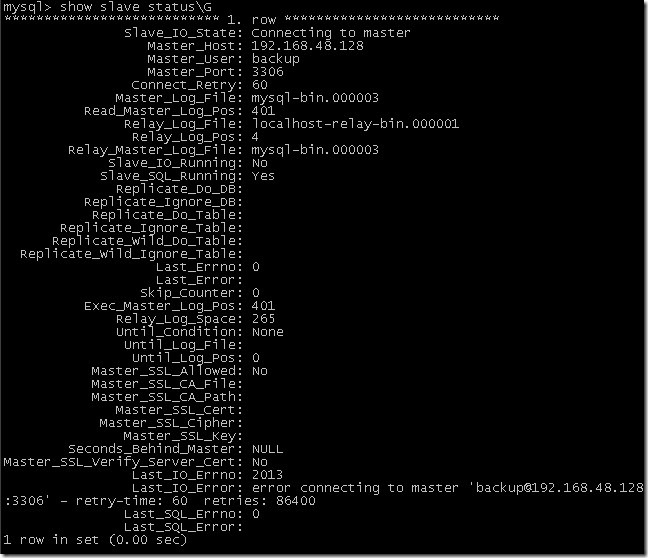 mysql> show slave status\G
*************************** 1. row ***************************
Slave_IO_State: Connecting to master
Master_Host: 192.168.48.128
Master_User: backup
Master_Port: 3306
Connect_Retry: 60
Master_Log_File: mysql-bin.000003
Read_Master_Log_Pos: 401
Relay_Log_File: localhost-relay-bin.000001
Relay_Log_Pos: 4
Relay_Master_Log_File: mysql-bin.000003
Slave_IO_Running: No
Slave_SQL_Running: Yes
Replicate_Do_DB:
Replicate_Ignore_DB:
Replicate_Do_Table:
Replicate_Ignore_Table:
Replicate_Wild_Do_Table:
Replicate_Wild_Ignore_Table:
Last_Errno: 0
Last_Error:
Skip_Counter: 0
Exec_Master_Log_Pos: 401
Relay_Log_Space: 265
Until_Condition: None
Until_Log_File:
Until_Log_Pos: 0
Master_SSL_Allowed: No
Master_SSL_CA_File:
Master_SSL_CA_Path:
Master_SSL_Cert:
Master_SSL_Cipher:
Master_SSL_Key:
Seconds_Behind_Master: NULL
Master_SSL_Verify_Server_Cert: No
Last_IO_Errno: 2013
Last_IO_Error: error connecting to master 'backup@192.168.48.128
:3306' - retry-time: 60  retries: 86400
Last_SQL_Errno: 0
Last_SQL_Error:
1 row in set (0.00 sec)